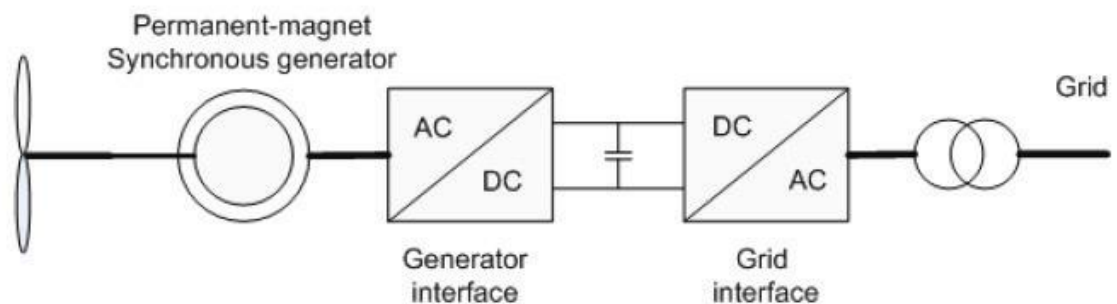 Permanent-magnet
Synchronous generator
Grid
AC
DC
DC
AC
Generator
interface
Grid
interface